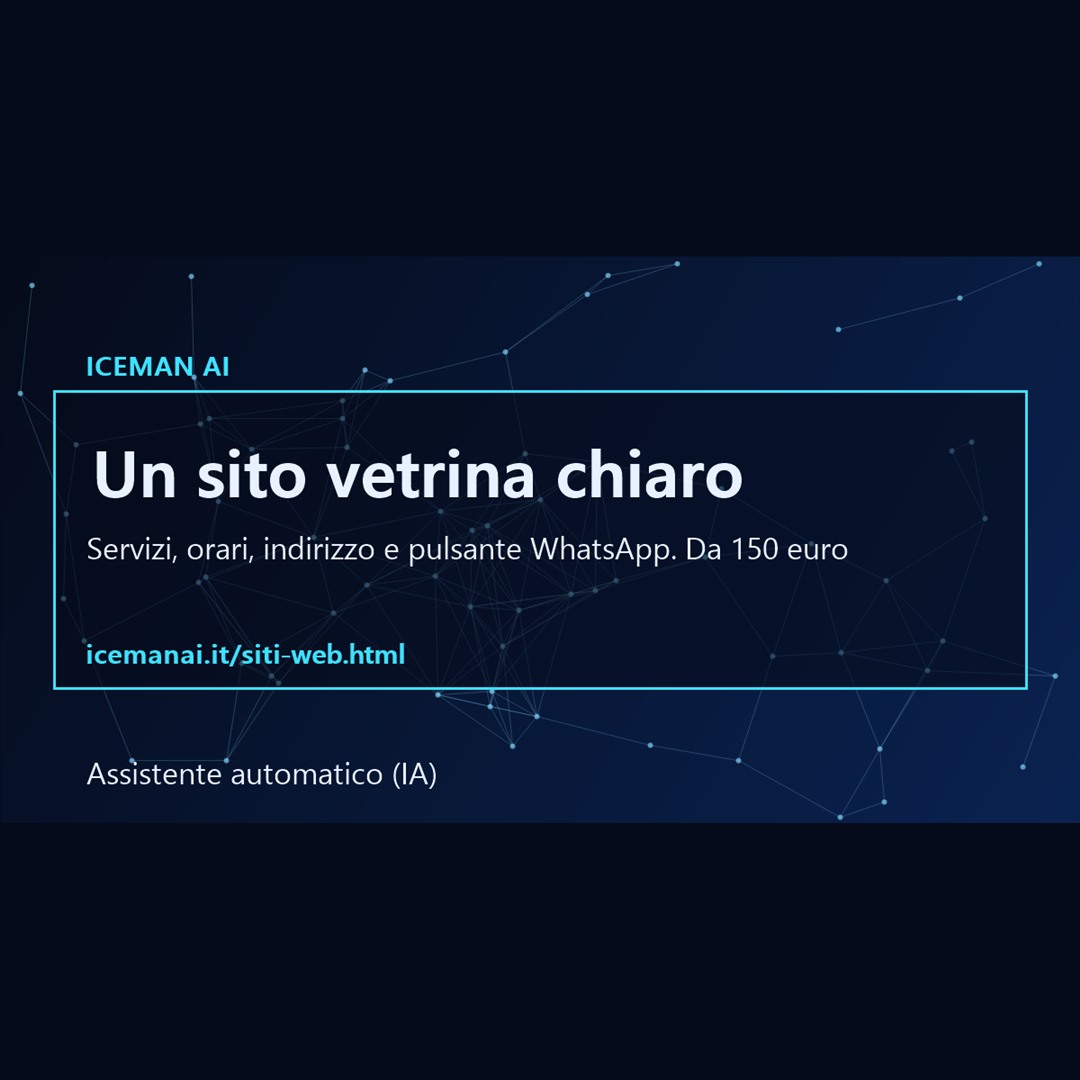 ICEMAN AI
Un sito vetrina chiaro
Servizi, orari, indirizzo e pulsante WhatsApp. Da 150 euro
icemanai.it/siti-web.html
Assistente automatico (IA)